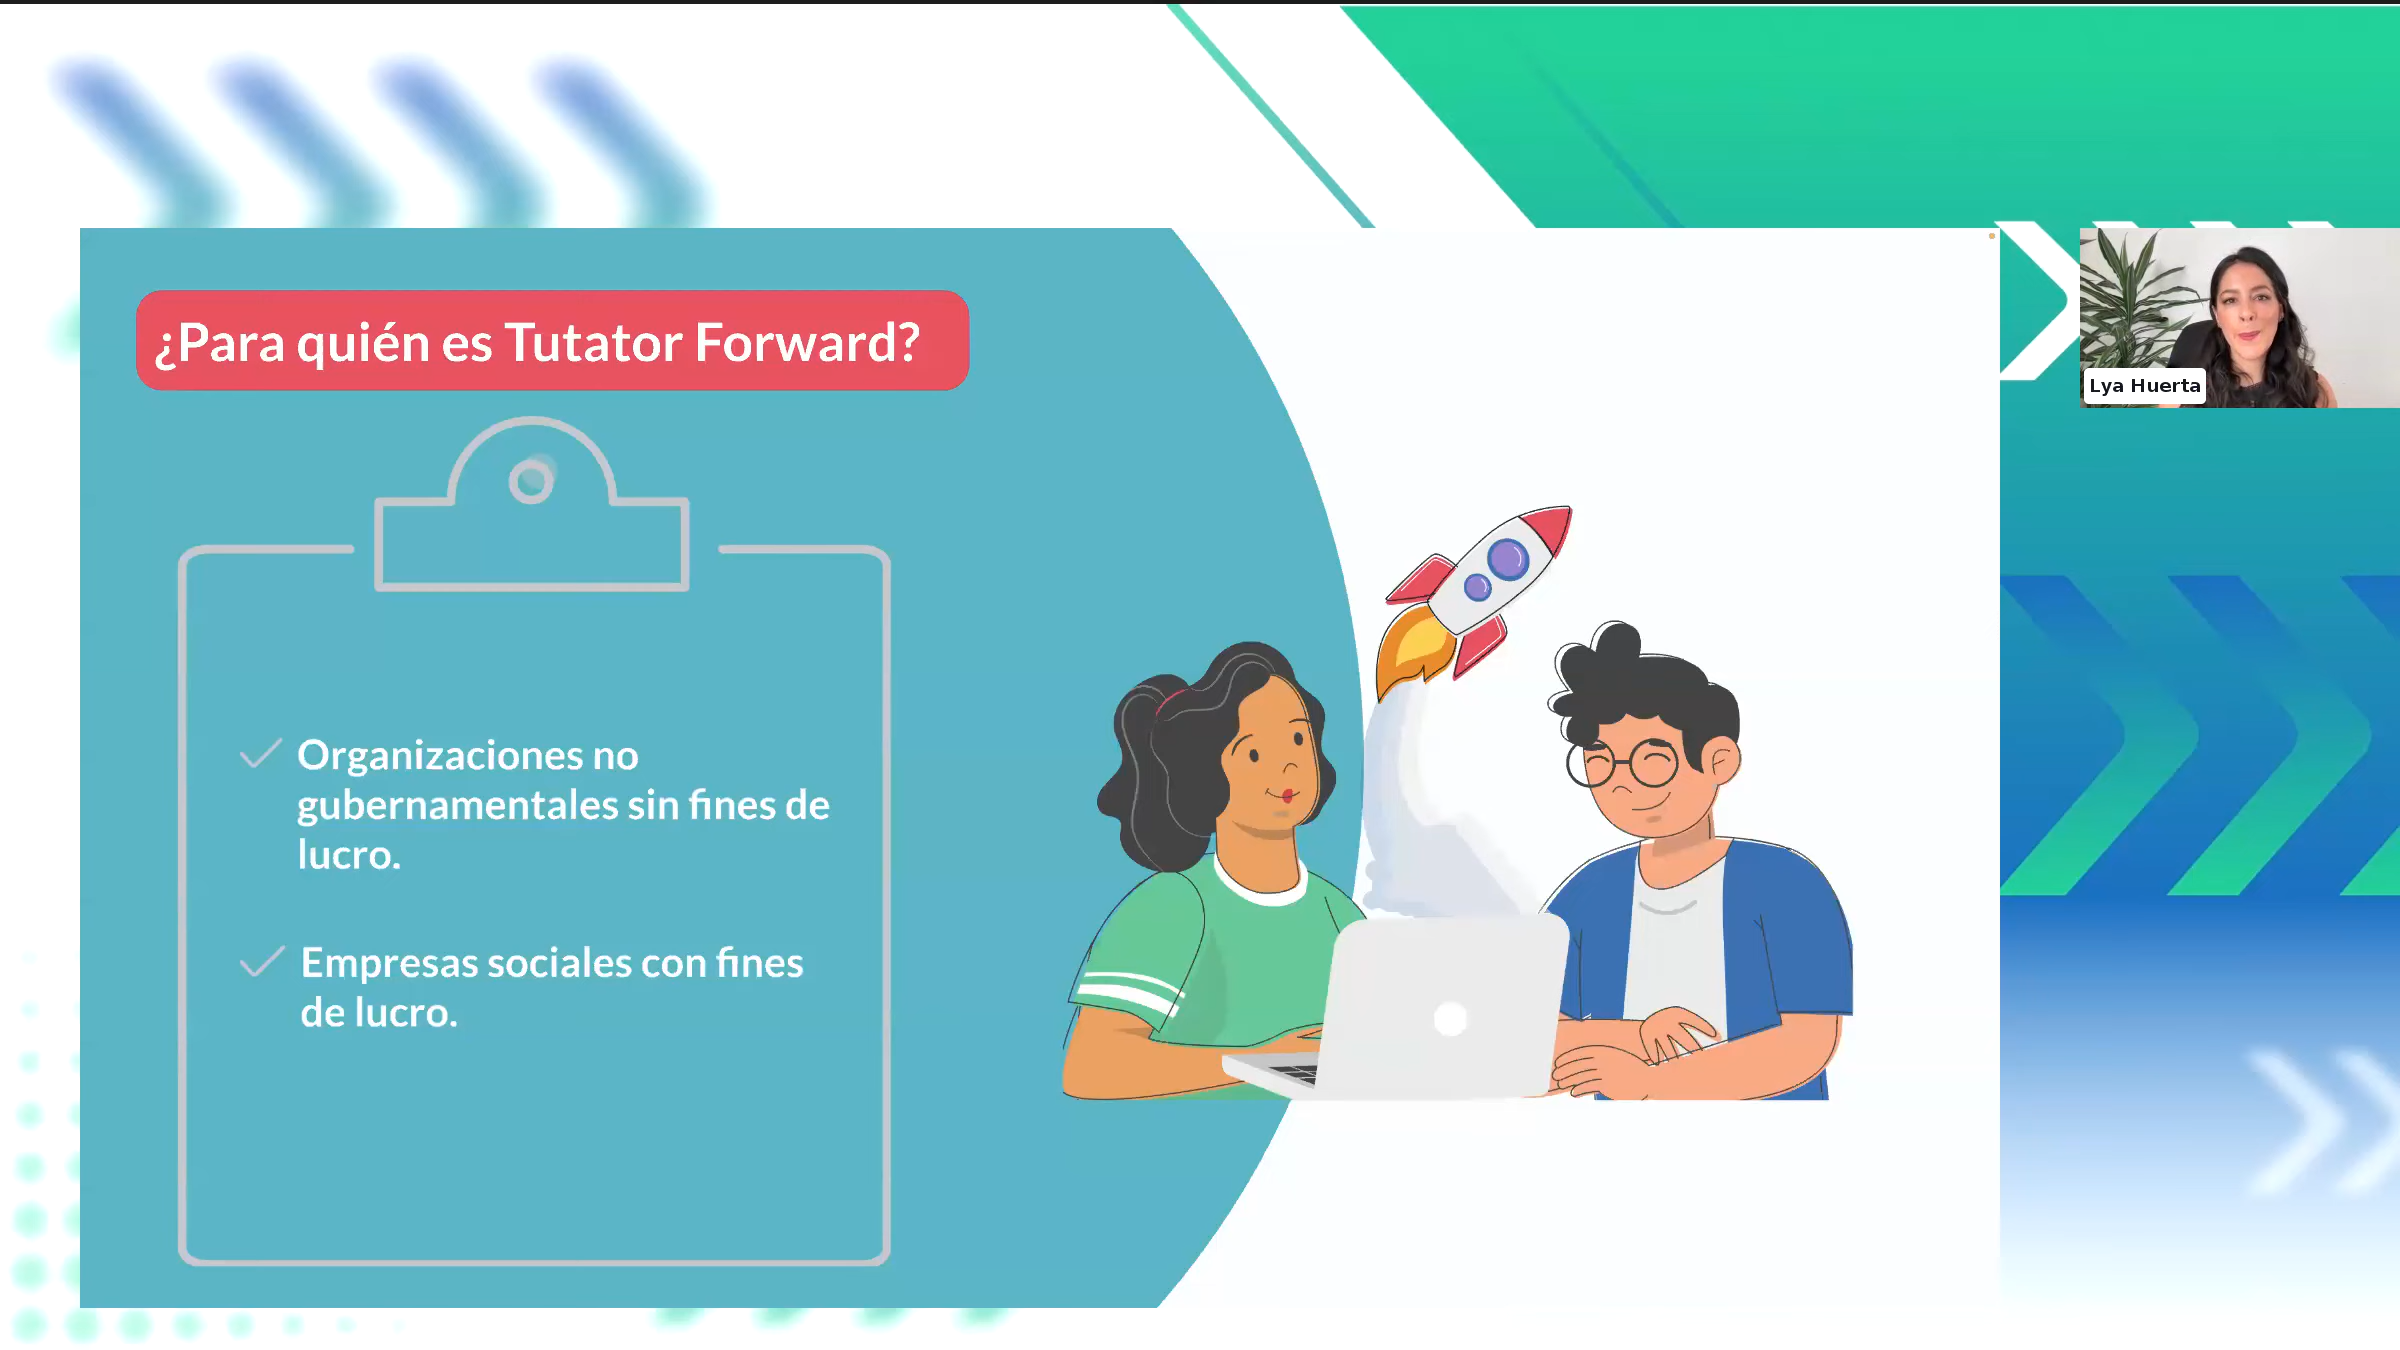 ¿Para quién es Tutator Forward?
Lya Huerta
Organizaciones no
gubernamentales sin fines de
lucro.
Empresas sociales con fines
de lucro.